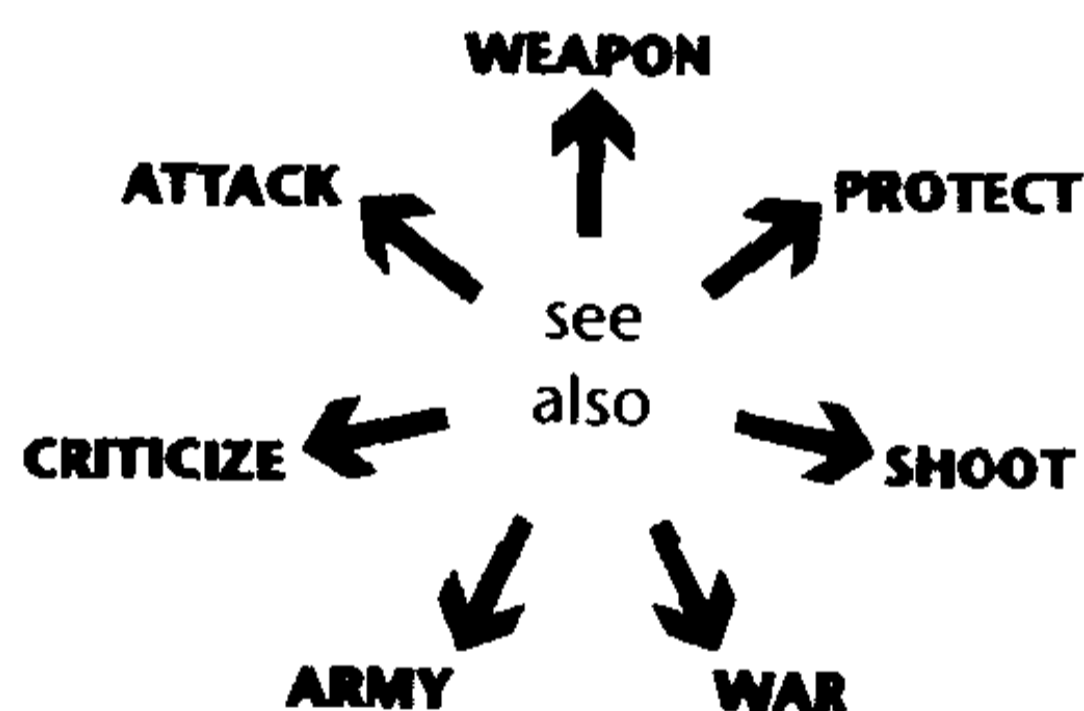 WEAPON
ATTACK
PROTECT
see
also
CRITICIZE
SHOOT
ARMY
WAR